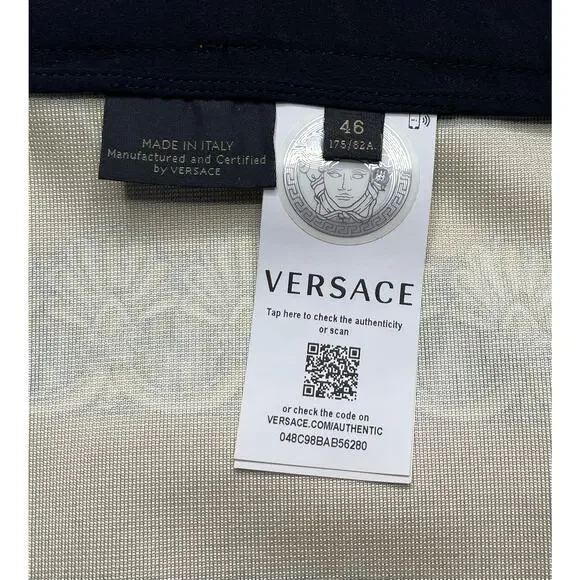 MADE IN ITALY
Manufactured and Certified
by VERSACE
46
175/82A
VERSACE
Tap here to check the authenticity
or scan
or check the code on
VERSACE.COM/AUTHENTIC
048C98BAB56280